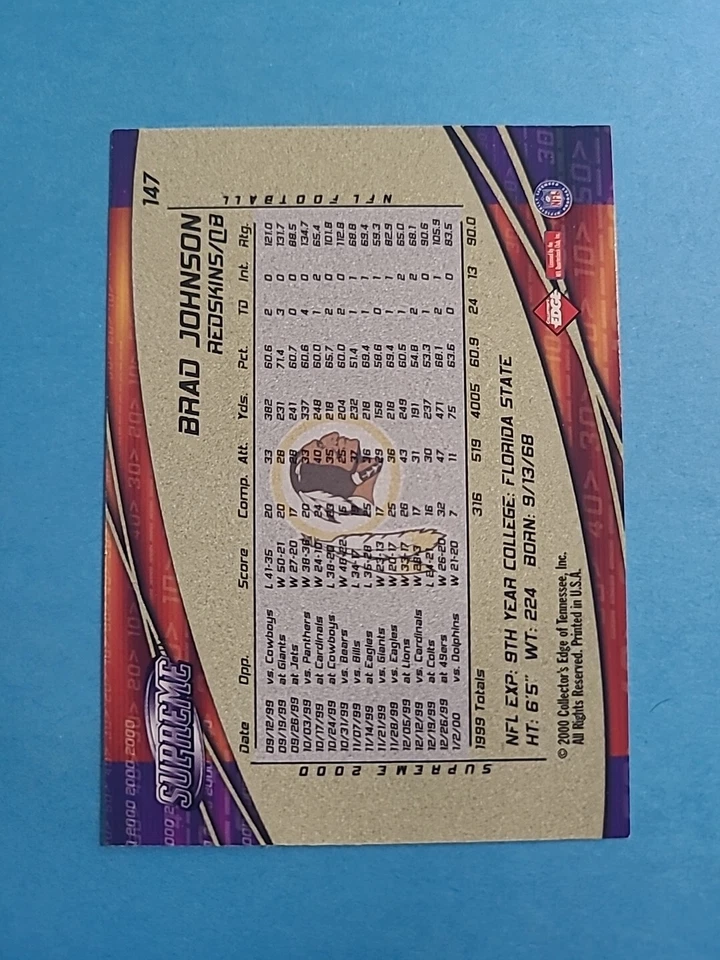 SUPREME
147
BRAD JOHNSON
REDSKINS/QB
NFL FOOTBALL
SUPREME 2000
Date Opp. Score Comp. Att. Yds. Pct. TD Int. Rtg.
09/12/99 vs. Cowboys L 41-35 20 33 382 60.6 2 0 121.0
09/19/99 at Giants W 50-21 20 28 231 71.4 3 0 131.7
09/26/99 at Jets W 27-20 17 28 241 60.7 0 0 88.5
10/03/99 vs. Panthers W 38-36 20 33 337 60.6 4 0 134.7
10/17/99 at Cardinals W 24-10 24 40 248 60.0 1 2 65.4
10/24/99 at Cowboys L 38-20 23 35 218 65.7 2 0 101.8
10/31/99 vs. Bears W 48-22 15 25 204 60.0 2 0 112.8
11/07/99 vs. Bills L 34-17 19 37 232 51.4 1 1 68.8
11/14/99 at Eagles L 35-28 25 36 218 69.4 1 1 69.4
11/21/99 vs. Giants W 23-13 17 29 158 58.6 0 1 59.3
11/28/99 vs. Eagles W 20-17 25 36 218 69.4 1 1 82.9
12/05/99 at Lions W 33-17 26 43 249 60.5 1 2 65.0
12/12/99 vs. Cardinals W 28-3 17 31 191 54.8 2 2 68.1
12/19/99 at Colts L 24-21 16 30 237 53.3 1 0 90.6
12/26/99 at 49ers W 26-20 32 47 471 68.1 2 1 105.9
1/2/00 vs. Dolphins W 21-20 7 11 75 63.6 0 0 83.5
1999 Totals 316 519 4005 60.9 24 13 90.0
NFL EXP: 9TH YEAR COLLEGE: FLORIDA STATE
HT: 6'5" WT: 224 BORN: 9/13/68
© 2000 Collector's Edge of Tennessee, Inc.
All Rights Reserved. Printed in U.S.A.
EDGE
NFL